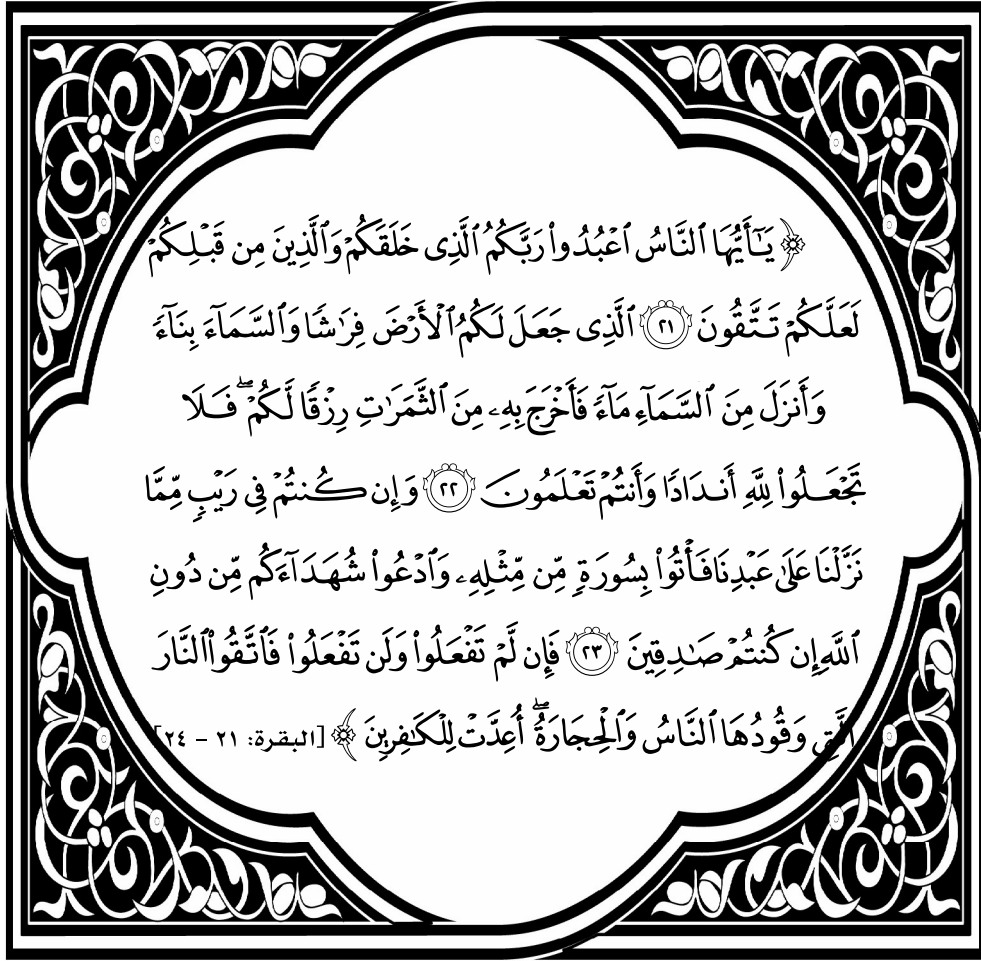 ﴿يَٰٓأَيُّهَا ٱلنَّاسُ ٱعۡبُدُواْ رَبَّكُمُ ٱلَّذِي خَلَقَكُمۡ وَٱلَّذِينَ مِن قَبۡلِكُمۡ
لَعَلَّكُمۡ تَتَّقُونَ ٢١ ٱلَّذِي جَعَلَ لَكُمُ ٱلۡأَرۡضَ فِرَٰشٗا وَٱلسَّمَآءَ بِنَآءٗ
وَأَنزَلَ مِنَ ٱلسَّمَآءِ مَآءٗ فَأَخۡرَجَ بِهِۦ مِنَ ٱلثَّمَرَٰتِ رِزۡقٗا لَّكُمۡۖ فَلَا
تَجۡعَلُواْ لِلَّهِ أَندَادٗا وَأَنتُمۡ تَعۡلَمُونَ ٢٢ وَإِن كُنتُمۡ فِي رَيۡبٖ مِّمَّا
نَزَّلۡنَا عَلَىٰ عَبۡدِنَا فَأۡتُواْ بِسُورَةٖ مِّن مِّثۡلِهِۦ وَٱدۡعُواْ شُهَدَآءَكُم مِّن دُونِ
ٱللَّهِ إِن كُنتُمۡ صَٰدِقِينَ ٢٣ فَإِن لَّمۡ تَفۡعَلُواْ وَلَن تَفۡعَلُواْ فَٱتَّقُواْ ٱلنَّارَ
ٱلَّتِي وَقُودُهَا ٱلنَّاسُ وَٱلۡحِجَارَةُۖ أُعِدَّتۡ لِلۡكَٰفِرِينَ﴾ [البقرة: ٢١ – ٢٤]